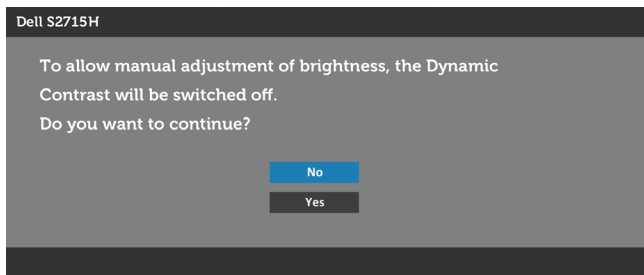 Dell S2715H
To allow manual adjustment of brightness, the Dynamic
Contrast will be switched off.
Do you want to continue?
No
Yes